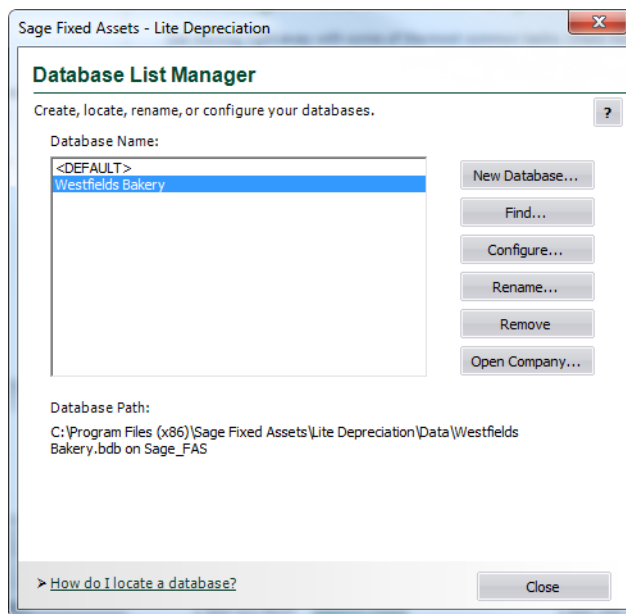 Sage Fixed Assets - Lite Depreciation
Database List Manager
Create, locate, rename, or configure your databases.
?
Database Name:
<DEFAULT>
Westfields Bakery
New Database...
Find...
Configure...
Rename...
Remove
Open Company...
Database Path:
C:\Program Files (x86)\Sage Fixed Assets\Lite Depreciation\Data\Westfields
Bakery.bdb on Sage_FAS
➢ How do I locate a database?
Close